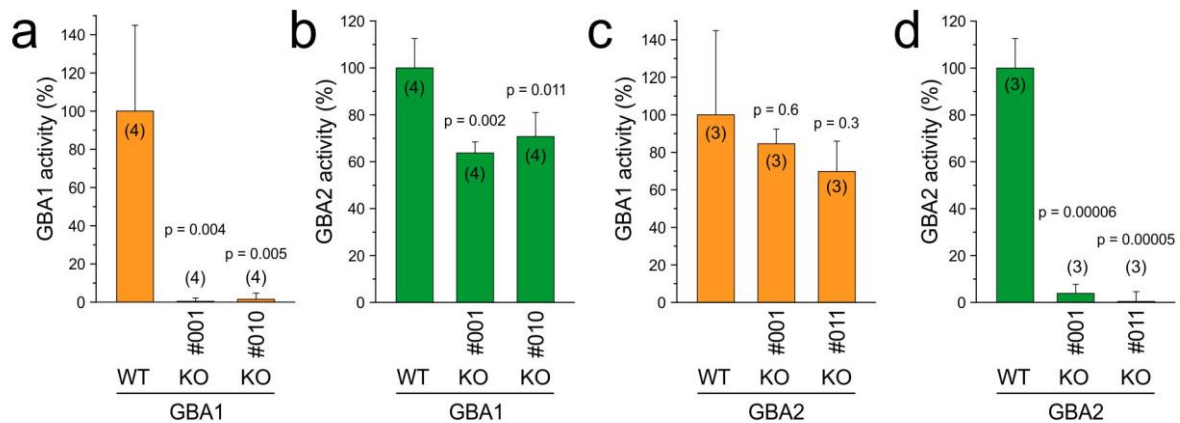 a
GBA1 activity (%)
140
120
100
80
60
40
20
0
(4)
p = 0.004
(4)
p = 0.005
(4)
#001
#010
WT KO KO
GBA1
b
GBA2 activity (%)
120
100
80
60
40
20
0
(4)
p = 0.002
(4)
p = 0.011
(4)
#001
#010
WT KO KO
GBA1
c
GBA1 activity (%)
140
120
100
80
60
40
20
0
(3)
p = 0.6
(3)
p = 0.3
(3)
#001
#011
WT KO KO
GBA2
d
GBA2 activity (%)
120
100
80
60
40
20
0
(3)
p = 0.00006
(3)
p = 0.00005
(3)
#001
#011
WT KO KO
GBA2